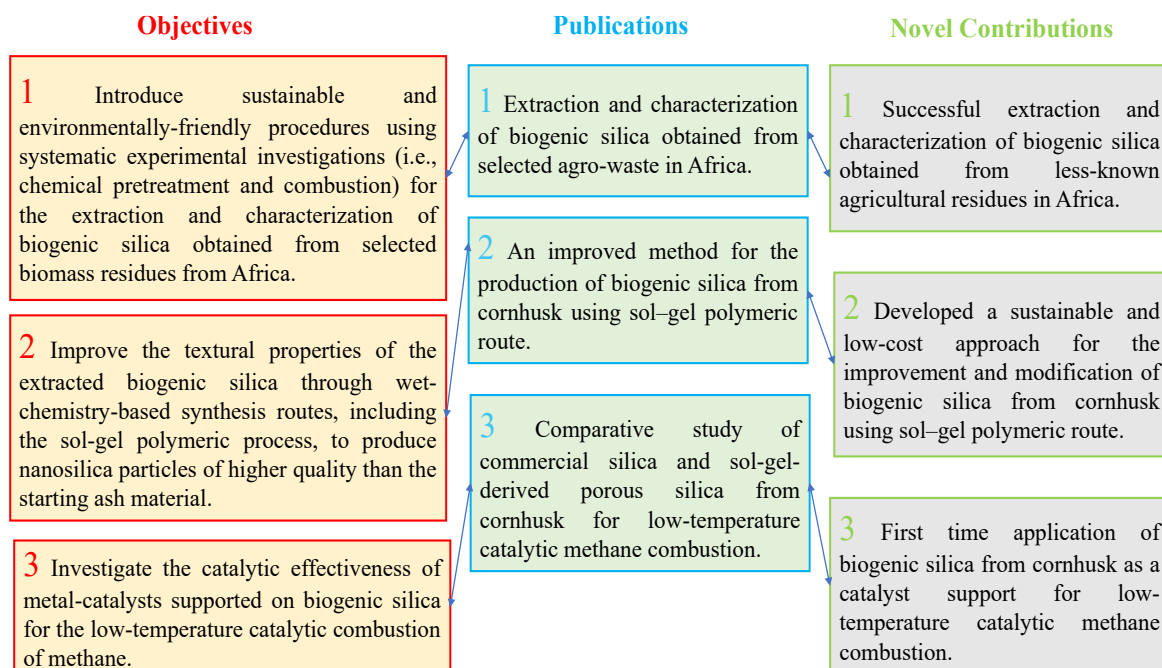 Objectives
1 Introduce sustainable and
environmentally-friendly procedures using
systematic experimental investigations (i.e.,
chemical pretreatment and combustion) for
the extraction and characterization of
biogenic silica obtained from selected
biomass residues from Africa.
2 Improve the textural properties of the
extracted biogenic silica through wet-
chemistry-based synthesis routes, including
the sol-gel polymeric process, to produce
nanosilica particles of higher quality than the
starting ash material.
3 Investigate the catalytic effectiveness of
metal-catalysts supported on biogenic silica
for the low-temperature catalytic combustion
of methane.
Publications
1 Extraction and characterization
of biogenic silica obtained from
selected agro-waste in Africa.
2 An improved method for the
production of biogenic silica from
cornhusk using sol–gel polymeric
route.
3 Comparative study of
commercial silica and sol-gel-
derived porous silica from
cornhusk for low-temperature
catalytic methane combustion.
Novel Contributions
1 Successful extraction and
characterization of biogenic silica
obtained from less-known
agricultural residues in Africa.
2 Developed a sustainable and
low-cost approach for the
improvement and modification of
biogenic silica from cornhusk
using sol–gel polymeric route.
3 First time application of
biogenic silica from cornhusk as a
catalyst support for low-
temperature catalytic methane
combustion.